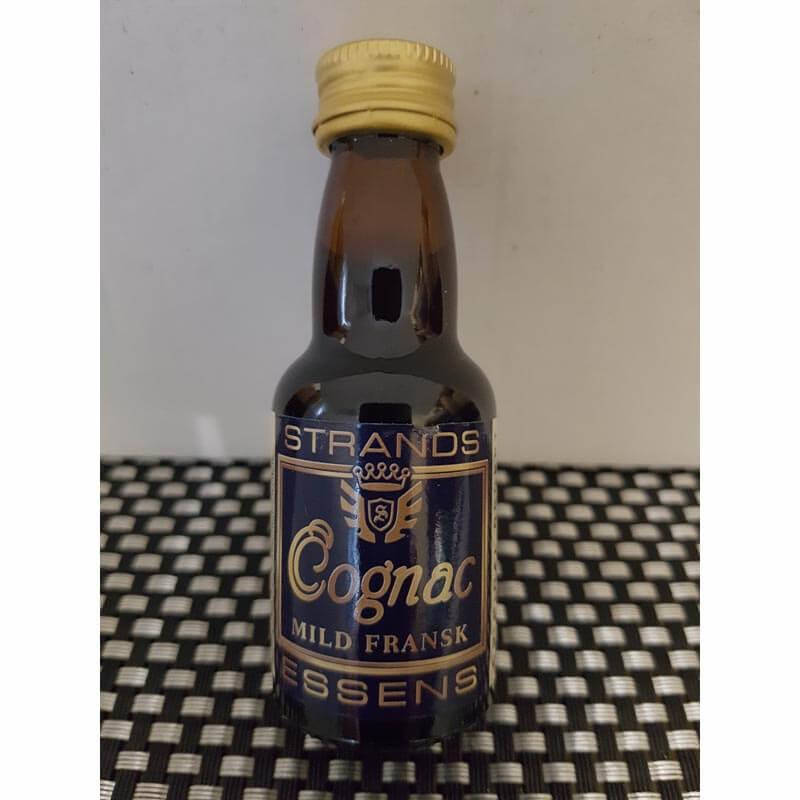 STRANDS
S
Cognac
MILD FRANSK
ESSENS